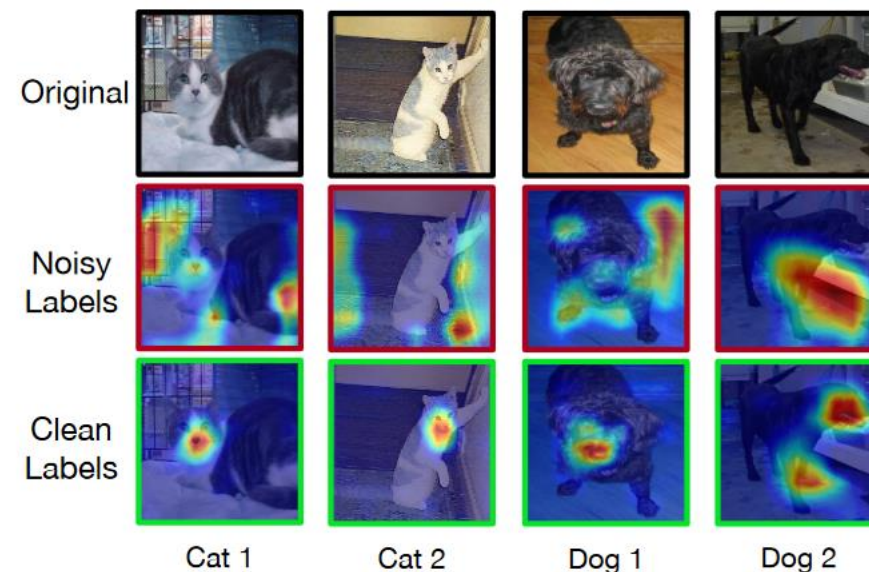 Original
Noisy
Labels
Clean
Labels
Cat 1 Cat 2 Dog 1 Dog 2